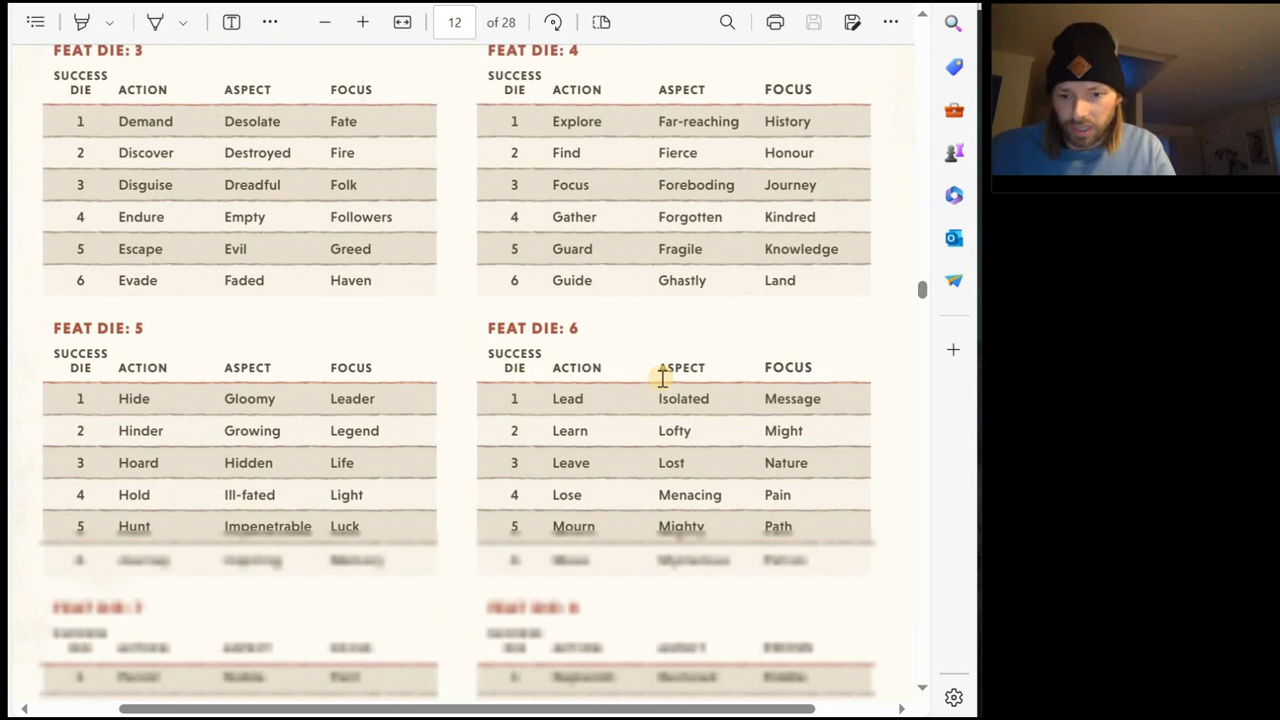 12 of 28
FEAT DIE: 3
SUCCESS DIE ACTION ASPECT FOCUS
1 Demand Desolate Fate
2 Discover Destroyed Fire
3 Disguise Dreadful Folk
4 Endure Empty Followers
5 Escape Evil Greed
6 Evade Faded Haven
FEAT DIE: 4
SUCCESS DIE ACTION ASPECT FOCUS
1 Explore Far-reaching History
2 Find Fierce Honour
3 Focus Foreboding Journey
4 Gather Forgotten Kindred
5 Guard Fragile Knowledge
6 Guide Ghastly Land
FEAT DIE: 5
SUCCESS DIE ACTION ASPECT FOCUS
1 Hide Gloomy Leader
2 Hinder Growing Legend
3 Hoard Hidden Life
4 Hold Ill-fated Light
5 Hunt Impenetrable Luck
FEAT DIE: 6
SUCCESS DIE ACTION ASPECT FOCUS
1 Lead Isolated Message
2 Learn Lofty Might
3 Leave Lost Nature
4 Lose Menacing Pain
5 Mourn Mighty Path